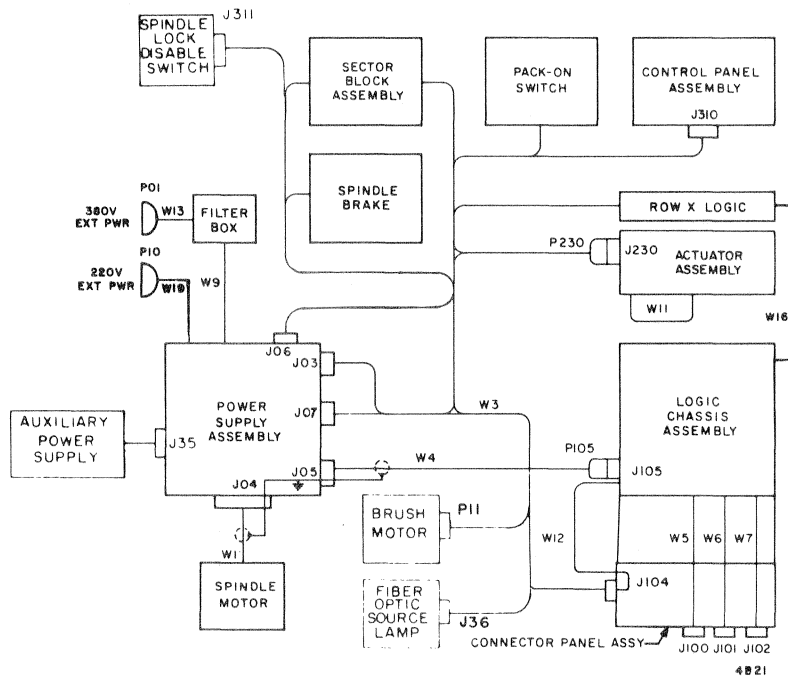 J311
SPINDLE
LOCK
DISABLE
SWITCH
SECTOR
BLOCK
ASSEMBLY
PACK-ON
SWITCH
CONTROL PANEL
ASSEMBLY
J310
SPINDLE
BRAKE
P01
380V
EXT PWR
W13
FILTER
BOX
P10
220V
EXT PWR
W19
W9
ROW X LOGIC
P230
J230
ACTUATOR
ASSEMBLY
W11
W16
J06
J03
J07
J05
J04
J35
POWER
SUPPLY
ASSEMBLY
AUXILIARY
POWER
SUPPLY
W3
W4
P105
J105
LOGIC
CHASSIS
ASSEMBLY
BRUSH
MOTOR
P11
W12
W5
W6
W7
W1
SPINDLE
MOTOR
FIBER
OPTIC
SOURCE
LAMP
J36
J104
CONNECTOR PANEL ASSY
J100
J101
J102
4B21